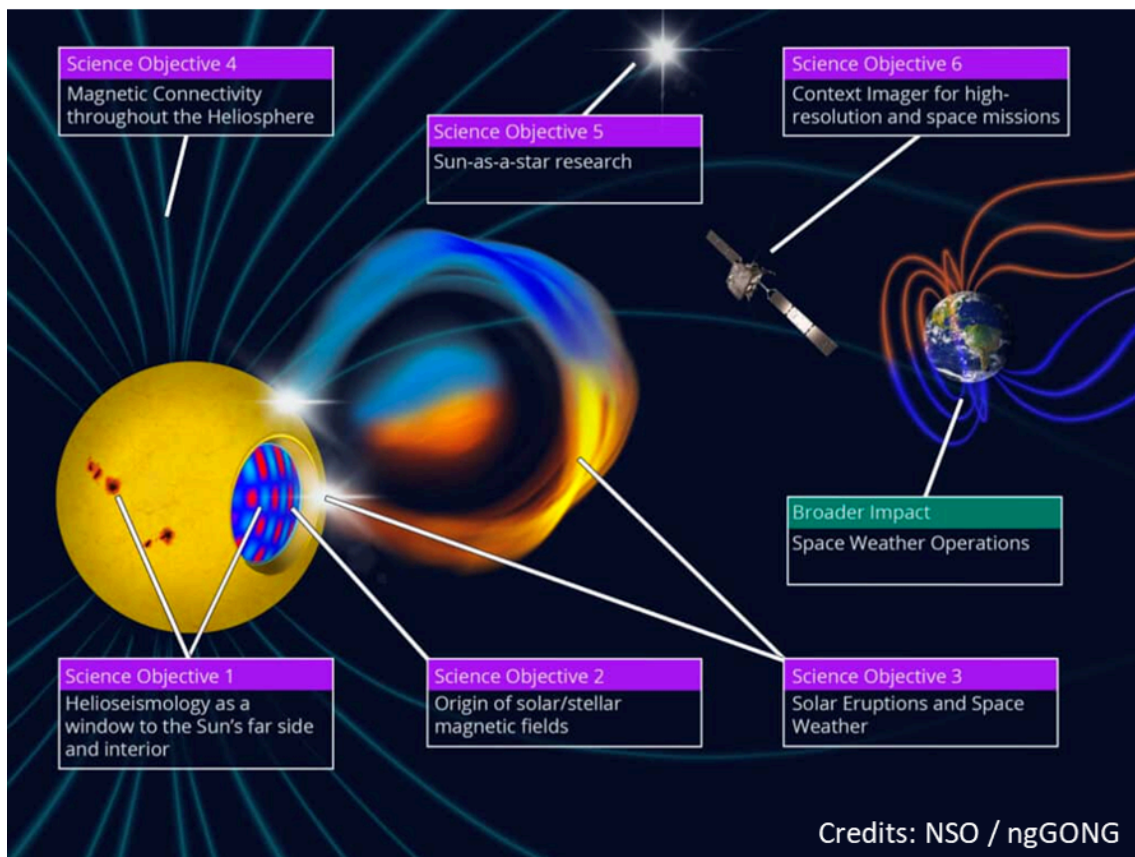 Science Objective 4
Magnetic Connectivity
throughout the Heliosphere
Science Objective 5
Sun-as-a-star research
Science Objective 6
Context Imager for high-
resolution and space missions
Broader Impact
Space Weather Operations
Science Objective 1
Helioseismology as a
window to the Sun's far side
and interior
Science Objective 2
Origin of solar/stellar
magnetic fields
Science Objective 3
Solar Eruptions and Space
Weather
Credits: NSO / ngGONG